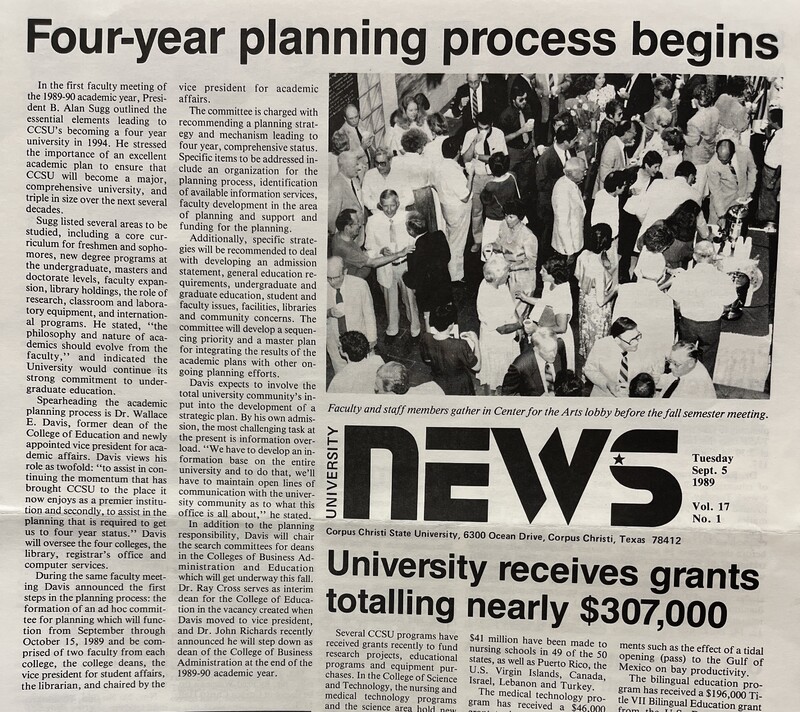 Four-year planning process begins
In the first faculty meeting of
the 1989-90 academic year, Presi-
dent B. Alan Sugg outlined the
essential elements leading to
CCSU's becoming a four year
university in 1994. He stressed
the importance of an excellent
academic plan to ensure that
CCSU will become a major,
comprehensive university, and
triple in size over the next several
decades.
Sugg listed several areas to be
studied, including a core cur-
riculum for freshmen and sopho-
mores, new degree programs at
the undergraduate, masters and
doctorate levels, faculty expan-
sion, library holdings, the role of
research, classroom and labora-
tory equipment, and internation-
al programs. He stated, "the
philosophy and nature of aca-
demics should evolve from the
faculty," and indicated the
University would continue its
strong commitment to under-
graduate education.
Spearheading the academic
planning process is Dr. Wallace
E. Davis, former dean of the
College of Education and newly
appointed vice president for aca-
demic affairs. Davis views his
role as twofold: "to assist in con-
tinuing the momentum that has
brought CCSU to the place it
now enjoys as a premier institu-
tion and secondly, to assist in the
planning that is required to get
us to four year status." Davis
will oversee the four colleges, the
library, registrar's office and
computer services.
During the same faculty meet-
ing Davis announced the first
steps in the planning process: the
formation of an ad hoc committee
for planning which will func-
tion from September through
October 15, 1989 and be com-
prised of two faculty from each
college, the college deans, the
vice president for student affairs,
the librarian, and chaired by the
vice president for academic
affairs.
The committee is charged with
recommending a planning strat-
egy and mechanism leading to
four year, comprehensive status.
Specific items to be addressed in-
clude an organization for the
planning process, identification
of available information services,
faculty development in the area
of planning and support and
funding for the planning.
Additionally, specific strate-
gies will be recommended to deal
with developing an admission
statement, general education re-
quirements, undergraduate and
graduate education, student and
faculty issues, facilities, libraries
and community concerns. The
committee will develop a sequen-
cing priority and a master plan
for integrating the results of the
academic plans with other on-
going planning efforts.
Davis expects to involve the
total university community's in-
put into the development of a
strategic plan. By his own admis-
sion, the most challenging task at
the present is information over-
load. "We have to develop an in-
formation base on the entire
university and to do that, we'll
have to maintain open lines of
communication with the univer-
sity community as to what this
office is all about," he stated.
In addition to the planning
responsibility, Davis will chair
the search committees for deans
in the Colleges of Business Ad-
ministration and Education
which will get underway this fall.
Dr. Ray Cross serves as interim
dean for the College of Educa-
tion in the vacancy created when
Davis moved to vice president,
and Dr. John Richards recently
announced he will step down as
dean of the College of Business
Administration at the end of the
1989-90 academic year.
Faculty and staff members gather in Center for the Arts lobby before the fall semester meeting.
UNIVERSITY
NEWS
Tuesday
Sept. 5
1989
Vol. 17
No. 1
Corpus Christi State University, 6300 Ocean Drive, Corpus Christi, Texas 78412
University receives grants
totalling nearly $307,000
Several CCSU programs have
received grants recently to fund
research projects, educational
programs and equipment pur-
chases. In the College of Science
and Technology, the nursing and
medical technology programs
and the science area hold new
$41 million have been made to
nursing schools in 49 of the 50
states, as well as Puerto Rico, the
U.S. Virgin Islands, Canada,
Israel, Lebanon and Turkey.
The medical technology pro-
gram has received a $46,000
ments such as the effect of a tidal
opening (pass) to the Gulf of
Mexico on bay productivity.
The bilingual education pro-
gram has received a $196,000 Ti-
tle VII Bilingual Education grant